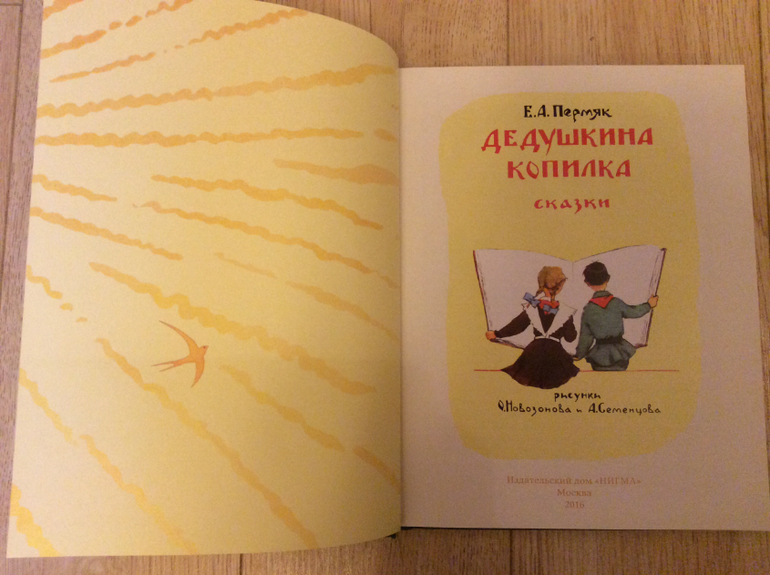 Е.А. Пермяк
ДЕДУШКИНА
КОПИЛКА
сказки
рисунки
О.Новозонова и А.Семенцова
Издательский дом «НИГМА»
Москва
2016